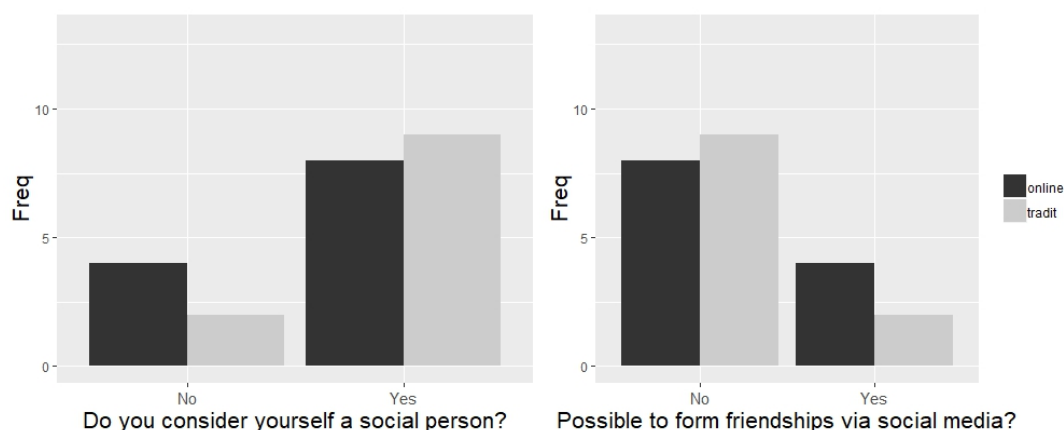 Freq
10
5
0
No Yes
Do you consider yourself a social person?
Freq
10
5
0
No Yes
Possible to form friendships via social media?
online
tradit